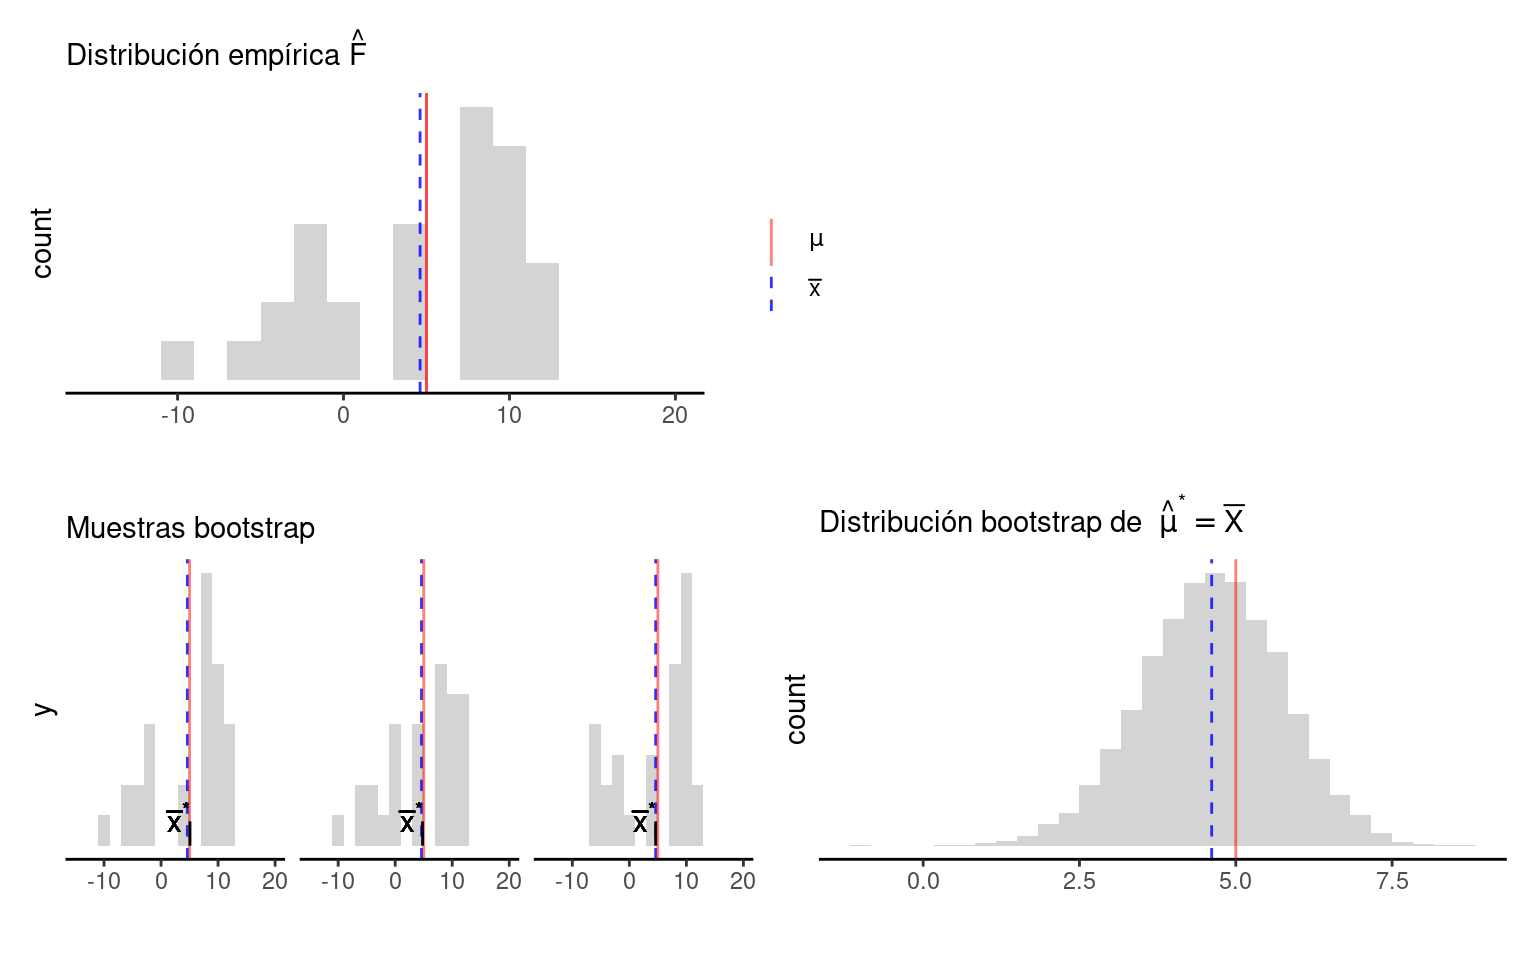 Distribución empírica F̂
count
-10 0 10 20
μ
x̅
Muestras bootstrap
y
x̅* x̅* x̅*
-10 0 10 20 -10 0 10 20 -10 0 10 20
Distribución bootstrap de μ̂* = X̅
count
0.0 2.5 5.0 7.5